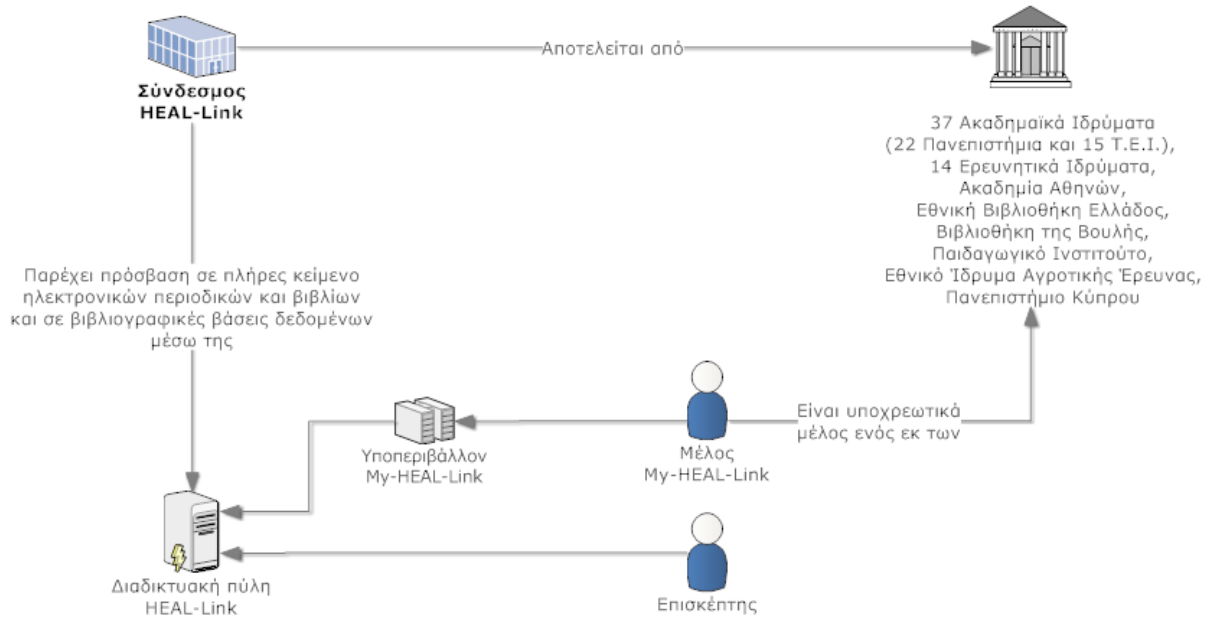 Αποτελείται από
Σύνδεσμος
HEAL-Link
37 Ακαδημαϊκά Ιδρύματα
(22 Πανεπιστήμια και 15 Τ.Ε.Ι.),
14 Ερευνητικά Ιδρύματα,
Ακαδημία Αθηνών,
Εθνική Βιβλιοθήκη Ελλάδος,
Βιβλιοθήκη της Βουλής,
Παιδαγωγικό Ινστιτούτο,
Εθνικό Ίδρυμα Αγροτικής Έρευνας,
Πανεπιστήμιο Κύπρου
Παρέχει πρόσβαση σε πλήρες κείμενο
ηλεκτρονικών περιοδικών και βιβλίων
και σε βιβλιογραφικές βάσεις δεδομένων
μέσω της
Είναι υποχρεωτικά
μέλος ενός εκ των
Υποπεριβάλλον
My-HEAL-Link
Μέλος
My-HEAL-Link
Διαδικτυακή πύλη
HEAL-Link
Επισκέπτης